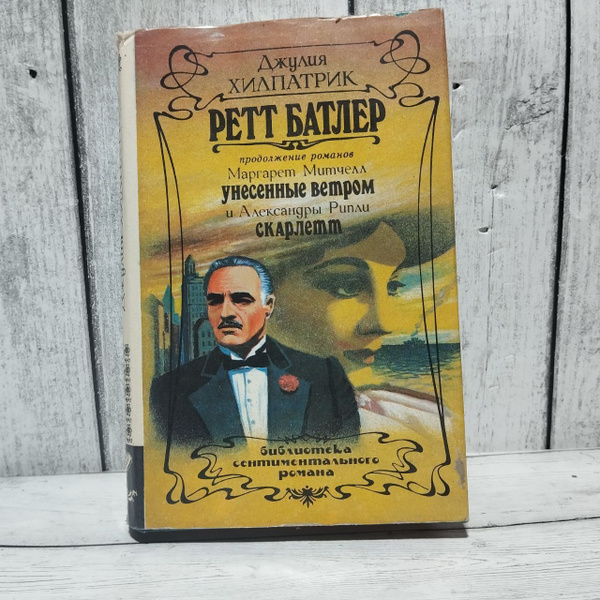 Джулия
ХИЛПАТРИК
РЕТТ БАТЛЕР
продолжение романов
Маргарет Митчелл
УНЕСЕННЫЕ ВЕТРОМ
и Александры Рипли
СКАРЛЕТТ
библиотека
сентиментального
романа